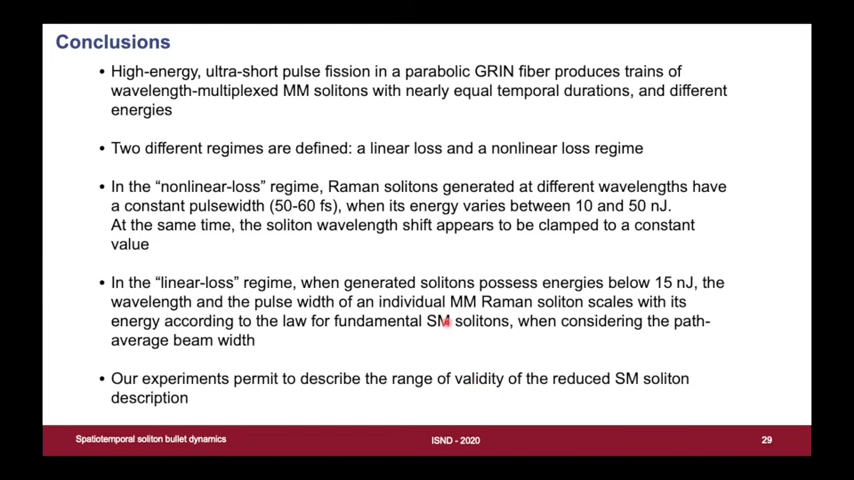 Conclusions
• High-energy, ultra-short pulse fission in a parabolic GRIN fiber produces trains of
wavelength-multiplexed MM solitons with nearly equal temporal durations, and different
energies
• Two different regimes are defined: a linear loss and a nonlinear loss regime
• In the “nonlinear-loss” regime, Raman solitons generated at different wavelengths have
a constant pulsewidth (50-60 fs), when its energy varies between 10 and 50 nJ.
At the same time, the soliton wavelength shift appears to be clamped to a constant
value
• In the “linear-loss” regime, when generated solitons possess energies below 15 nJ, the
wavelength and the pulse width of an individual MM Raman soliton scales with its
energy according to the law for fundamental SM solitons, when considering the path-
average beam width
• Our experiments permit to describe the range of validity of the reduced SM soliton
description
Spatiotemporal soliton bullet dynamics
ISND - 2020
29